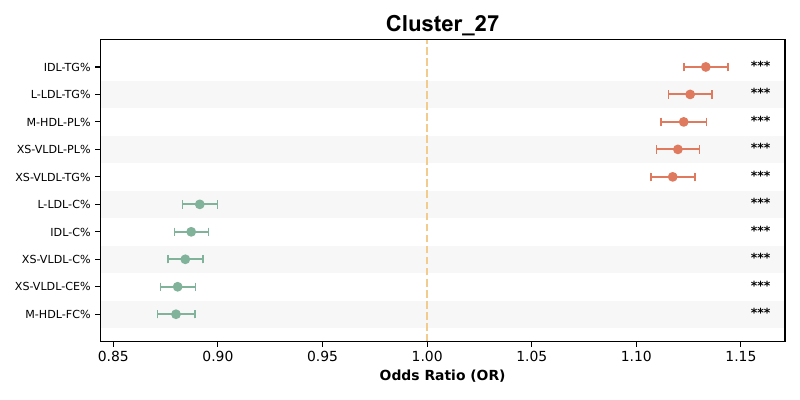 Cluster_27
IDL-TG% ***
L-LDL-TG% ***
M-HDL-PL% ***
XS-VLDL-PL% ***
XS-VLDL-TG% ***
L-LDL-C% ***
IDL-C% ***
XS-VLDL-C% ***
XS-VLDL-CE% ***
M-HDL-FC% ***
0.85 0.90 0.95 1.00 1.05 1.10 1.15
Odds Ratio (OR)